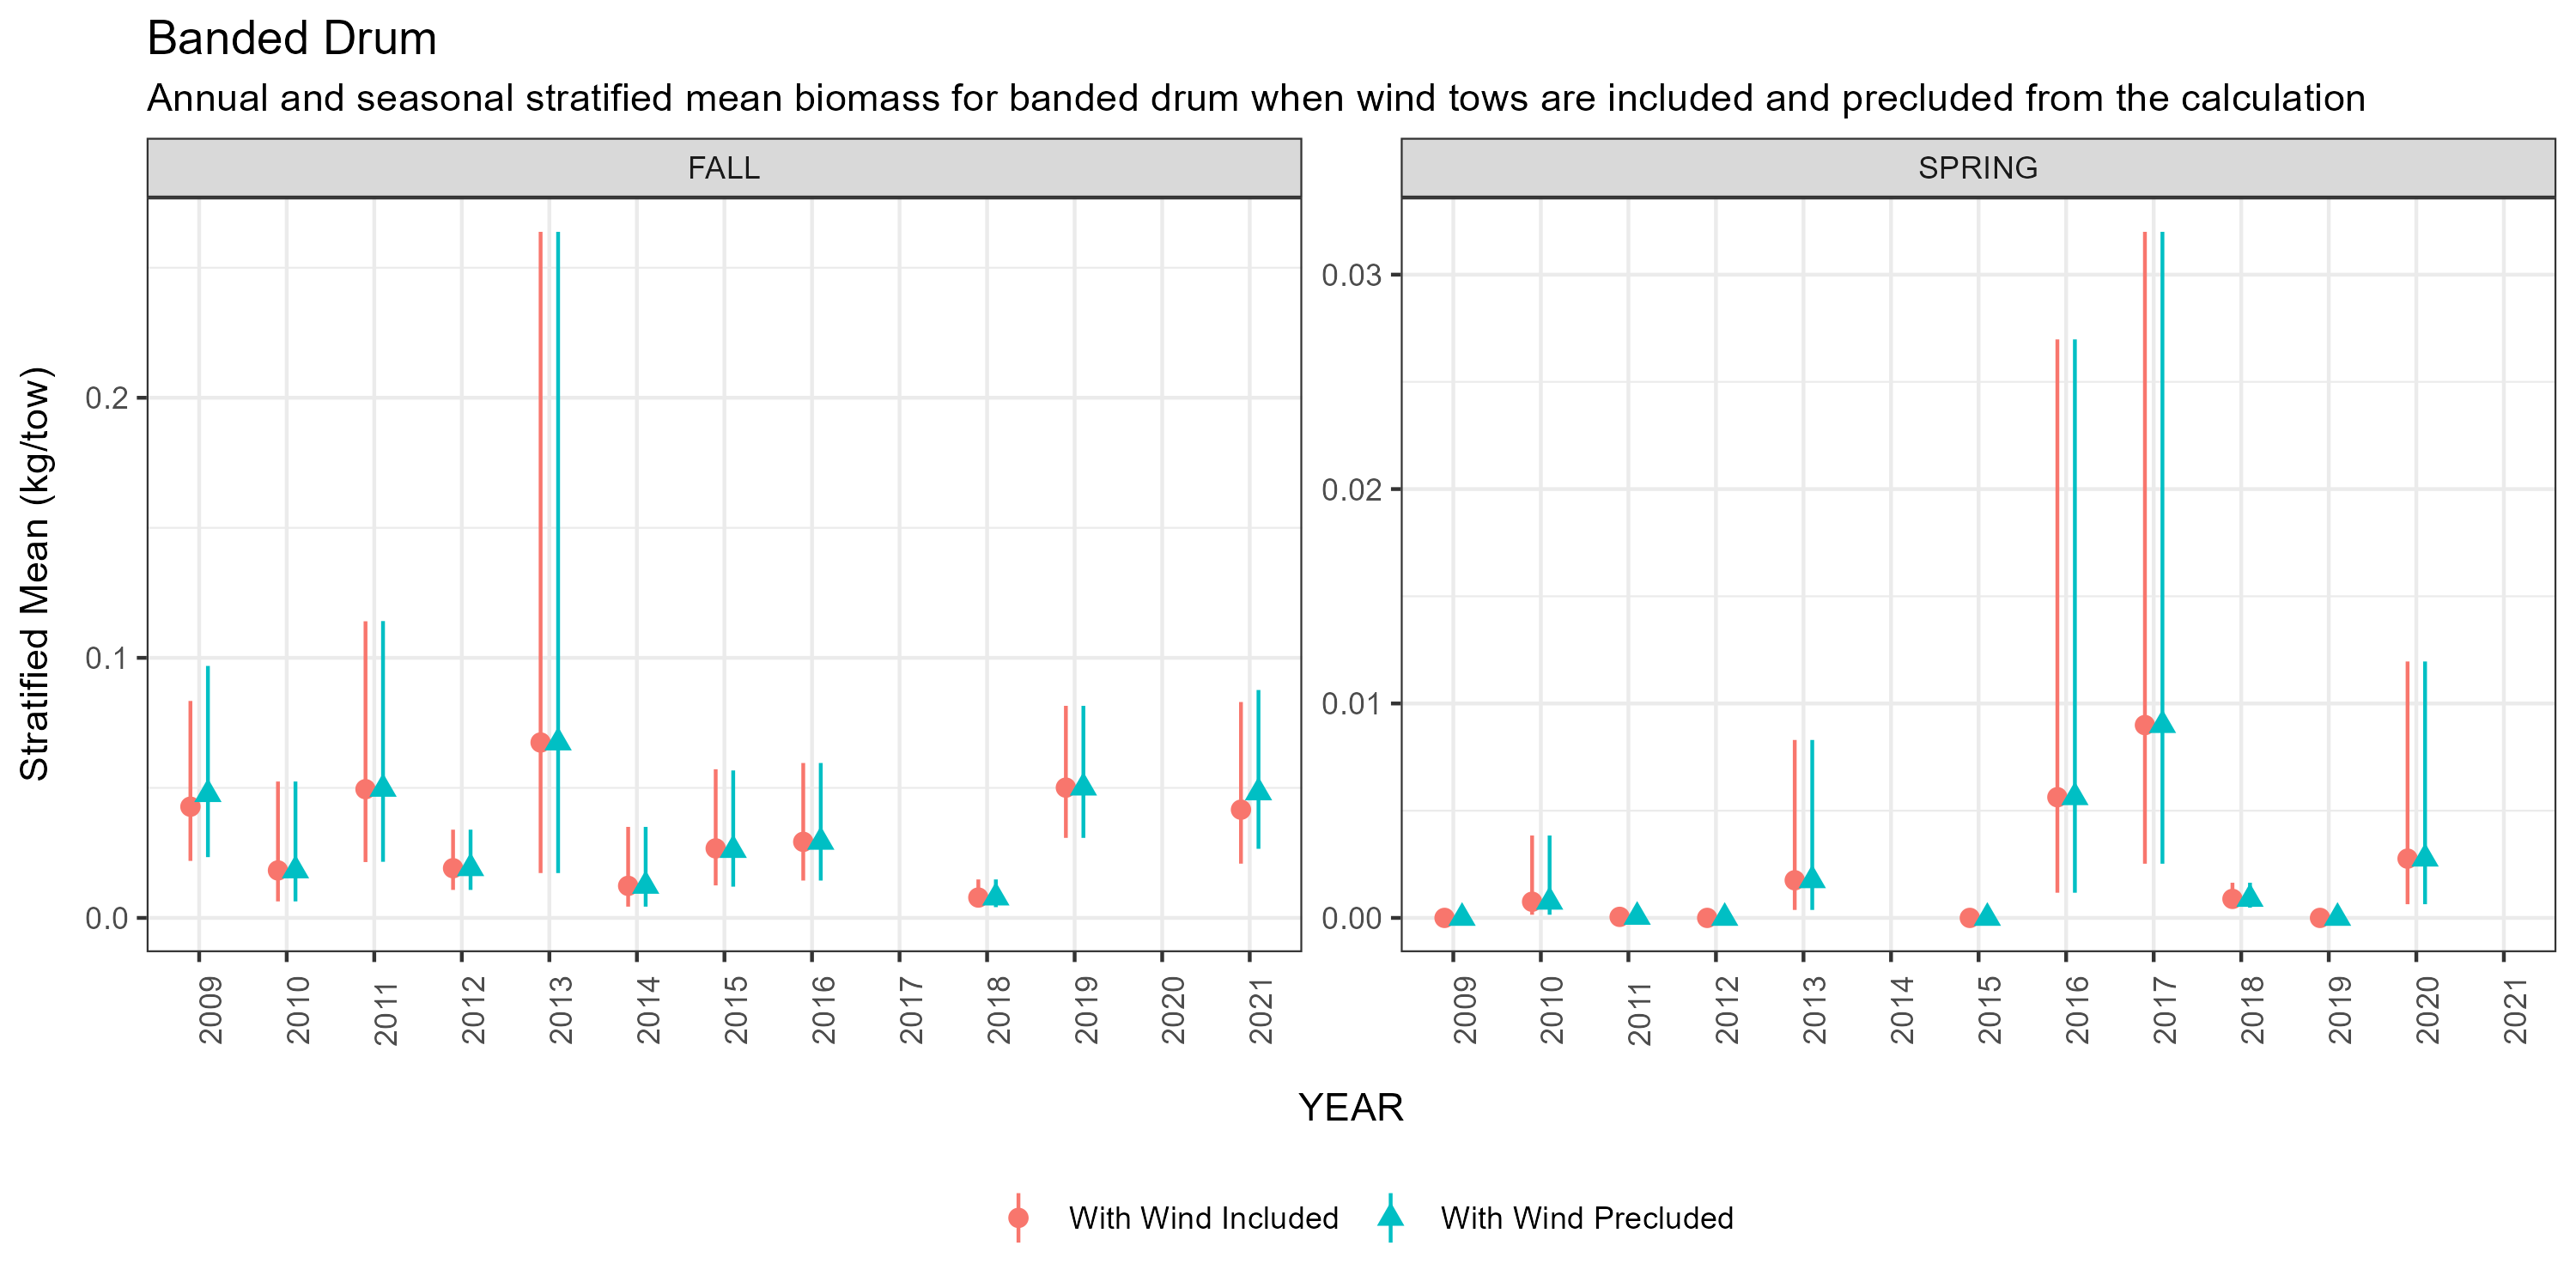 Banded Drum
Annual and seasonal stratified mean biomass for banded drum when wind tows are included and precluded from the calculation
FALL
SPRING
Stratified Mean (kg/tow)
0.2
0.1
0.0
0.03
0.02
0.01
0.00
2009 2010 2011 2012 2013 2014 2015 2016 2017 2018 2019 2020 2021
2009 2010 2011 2012 2013 2014 2015 2016 2017 2018 2019 2020 2021
YEAR
With Wind Included
With Wind Precluded